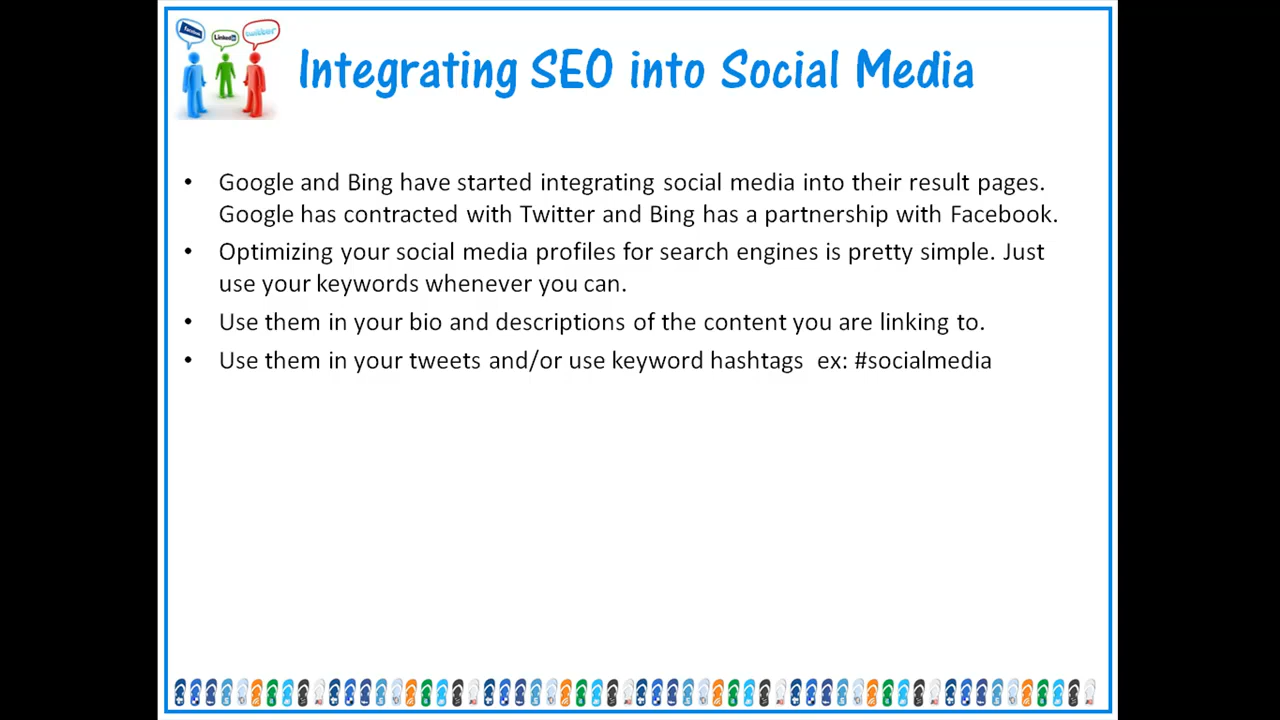 Facebook
LinkedIn
twitter
Integrating SEO into Social Media
• Google and Bing have started integrating social media into their result pages.
Google has contracted with Twitter and Bing has a partnership with Facebook.
• Optimizing your social media profiles for search engines is pretty simple. Just
use your keywords whenever you can.
• Use them in your bio and descriptions of the content you are linking to.
• Use them in your tweets and/or use keyword hashtags ex: #socialmedia